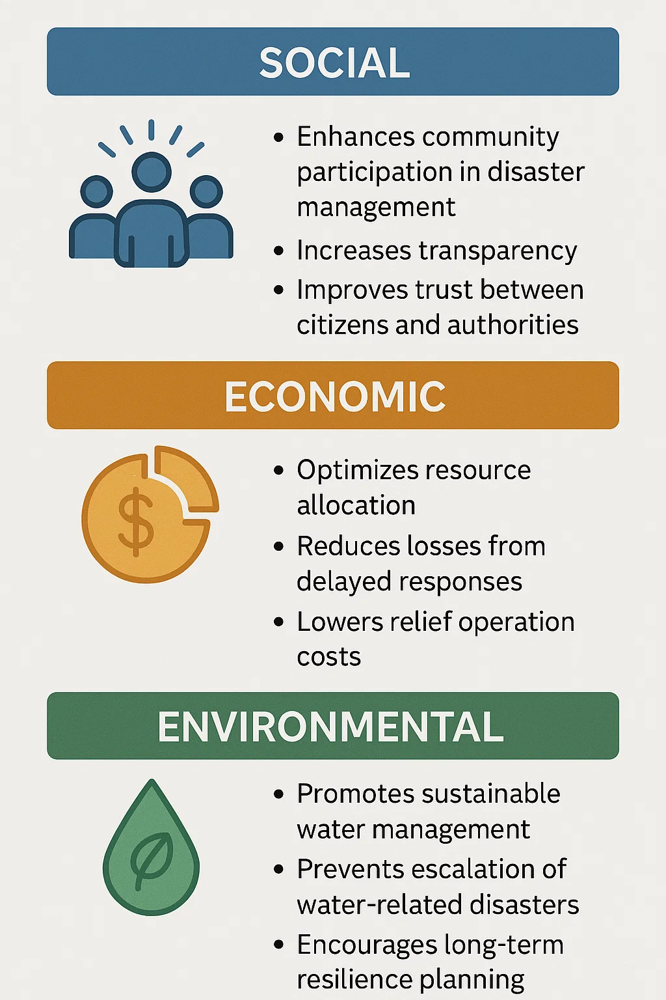 SOCIAL
• Enhances community
participation in disaster
management
• Increases transparency
• Improves trust between
citizens and authorities
ECONOMIC
$
• Optimizes resource
allocation
• Reduces losses from
delayed responses
• Lowers relief operation
costs
ENVIRONMENTAL
• Promotes sustainable
water management
• Prevents escalation of
water-related disasters
• Encourages long-term
resilience planning